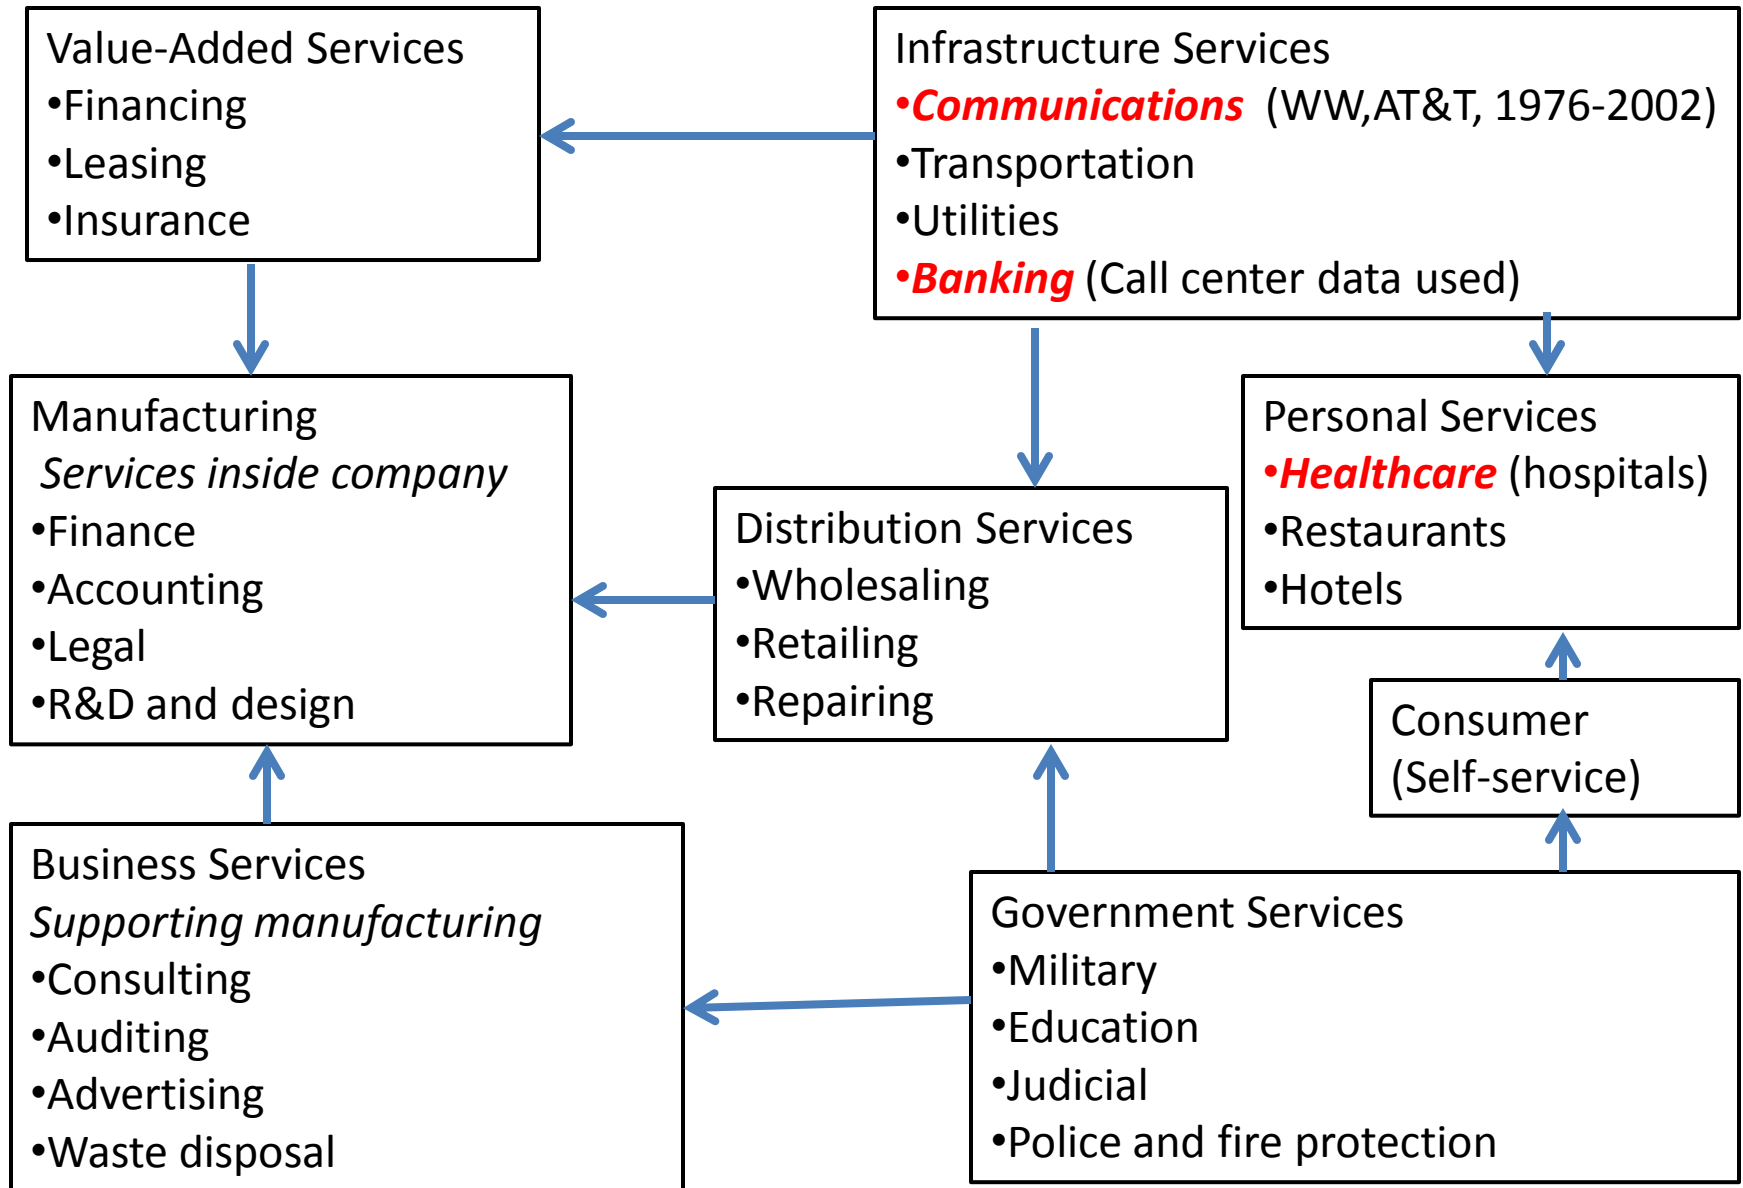 Value-Added Services
•Financing
•Leasing
•Insurance
Infrastructure Services
•Communications (WW,AT&T, 1976-2002)
•Transportation
•Utilities
•Banking (Call center data used)
Manufacturing
Services inside company
•Finance
•Accounting
•Legal
•R&D and design
Distribution Services
•Wholesaling
•Retailing
•Repairing
Personal Services
•Healthcare (hospitals)
•Restaurants
•Hotels
Consumer
(Self-service)
Business Services
Supporting manufacturing
•Consulting
•Auditing
•Advertising
•Waste disposal
Government Services
•Military
•Education
•Judicial
•Police and fire protection